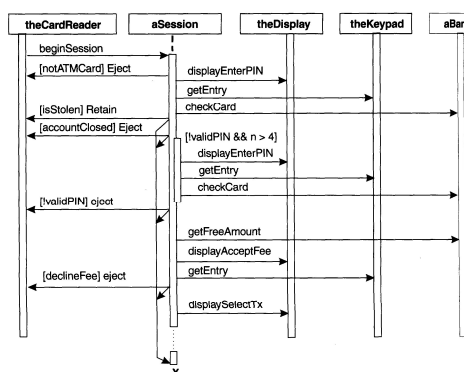 theCardReader aSession theDisplay theKeypad aBan
beginSession
[notATMCard] Eject
displayEnterPIN
getEntry
[isStolen] Retain
checkCard
[accountClosed] Eject
[!validPIN && n > 4]
displayEnterPIN
getEntry
checkCard
[!validPIN] eject
getFreeAmount
displayAcceptFee
getEntry
[declineFee] eject
displaySelectTx
X